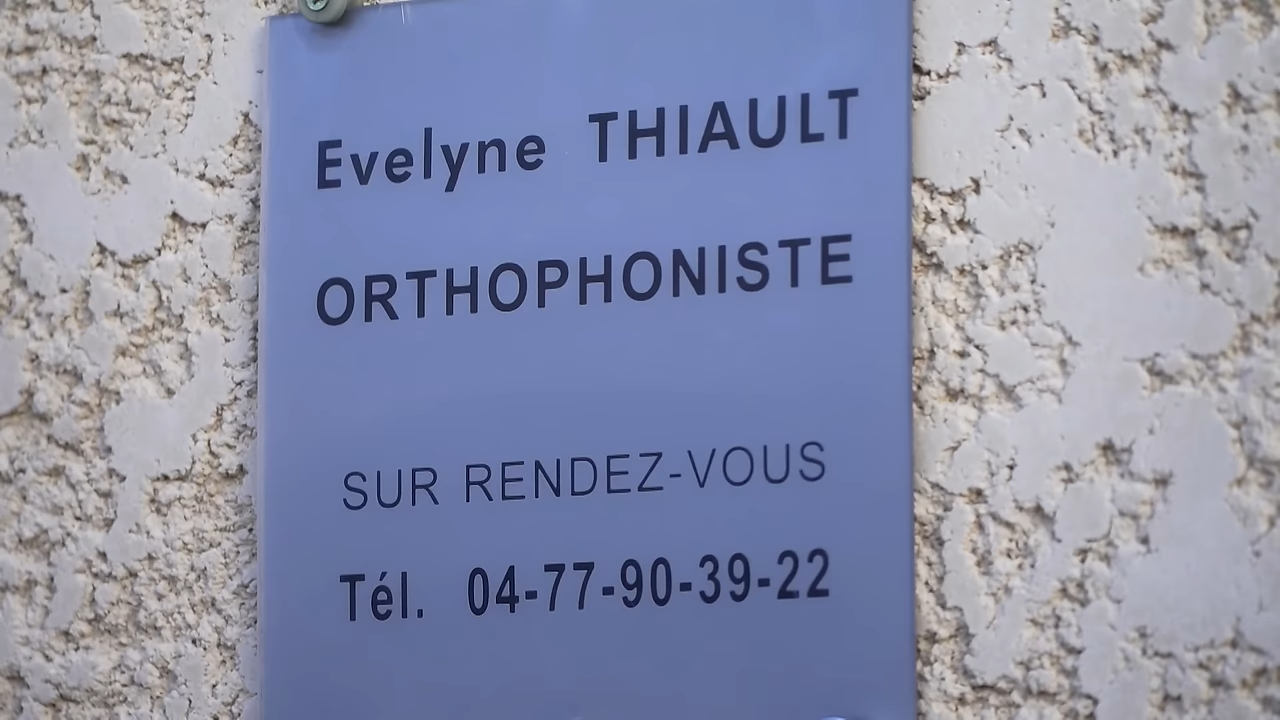 Evelyne THIAULT
ORTHOPHONISTE
SUR RENDEZ-VOUS
Tél. 04-77-90-39-22